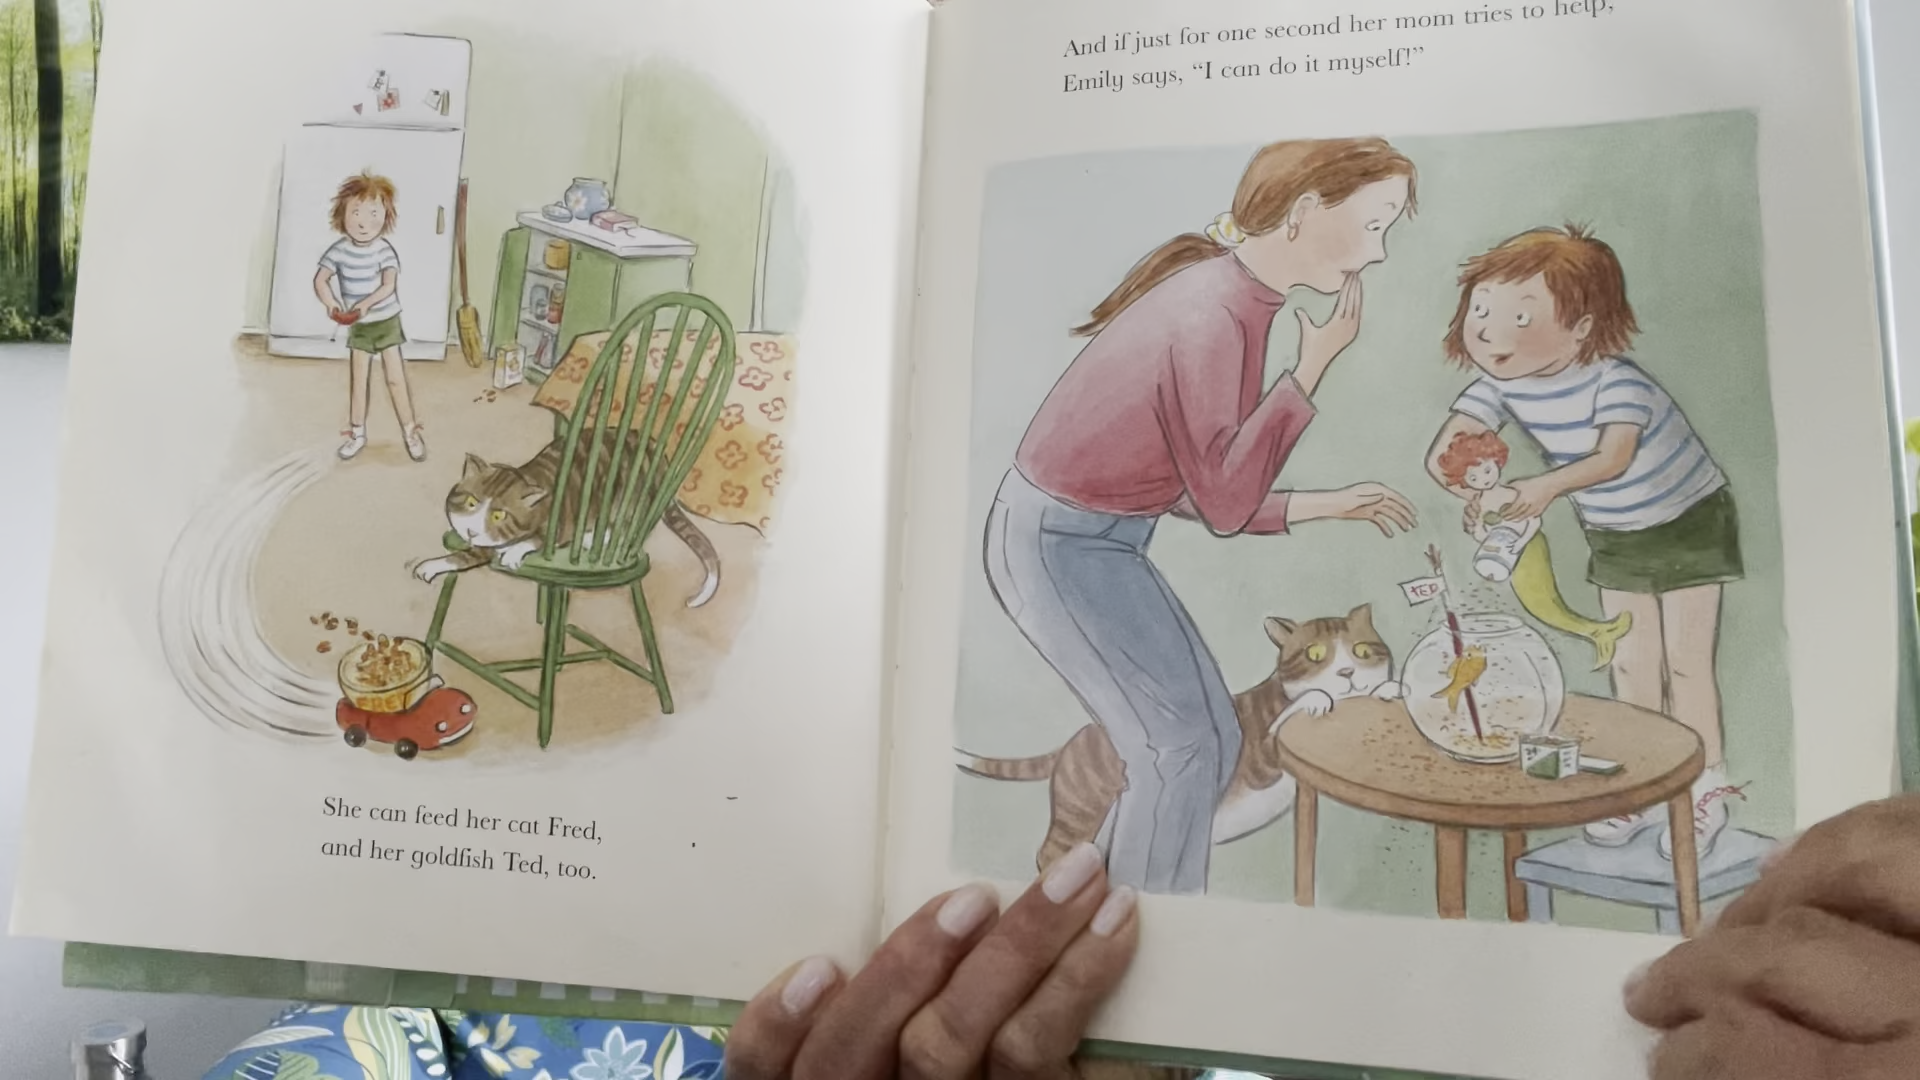 She can feed her cat Fred,
and her goldfish Ted, too.
And if just for one second her mom tries to help,
Emily says, “I can do it myself!”
FRED
TED